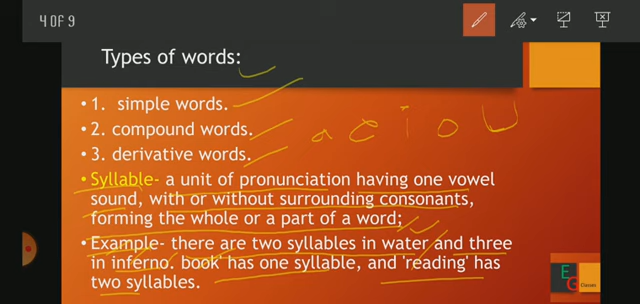 4 OF 9
Types of words:
• 1. simple words.
• 2. compound words.
• 3. derivative words.
a e i o u
• Syllable- a unit of pronunciation having one vowel
sound, with or without surrounding consonants,
forming the whole or a part of a word;
• Example- there are two syllables in water and three
in inferno. book' has one syllable, and 'reading' has
two syllables.
EG Classes